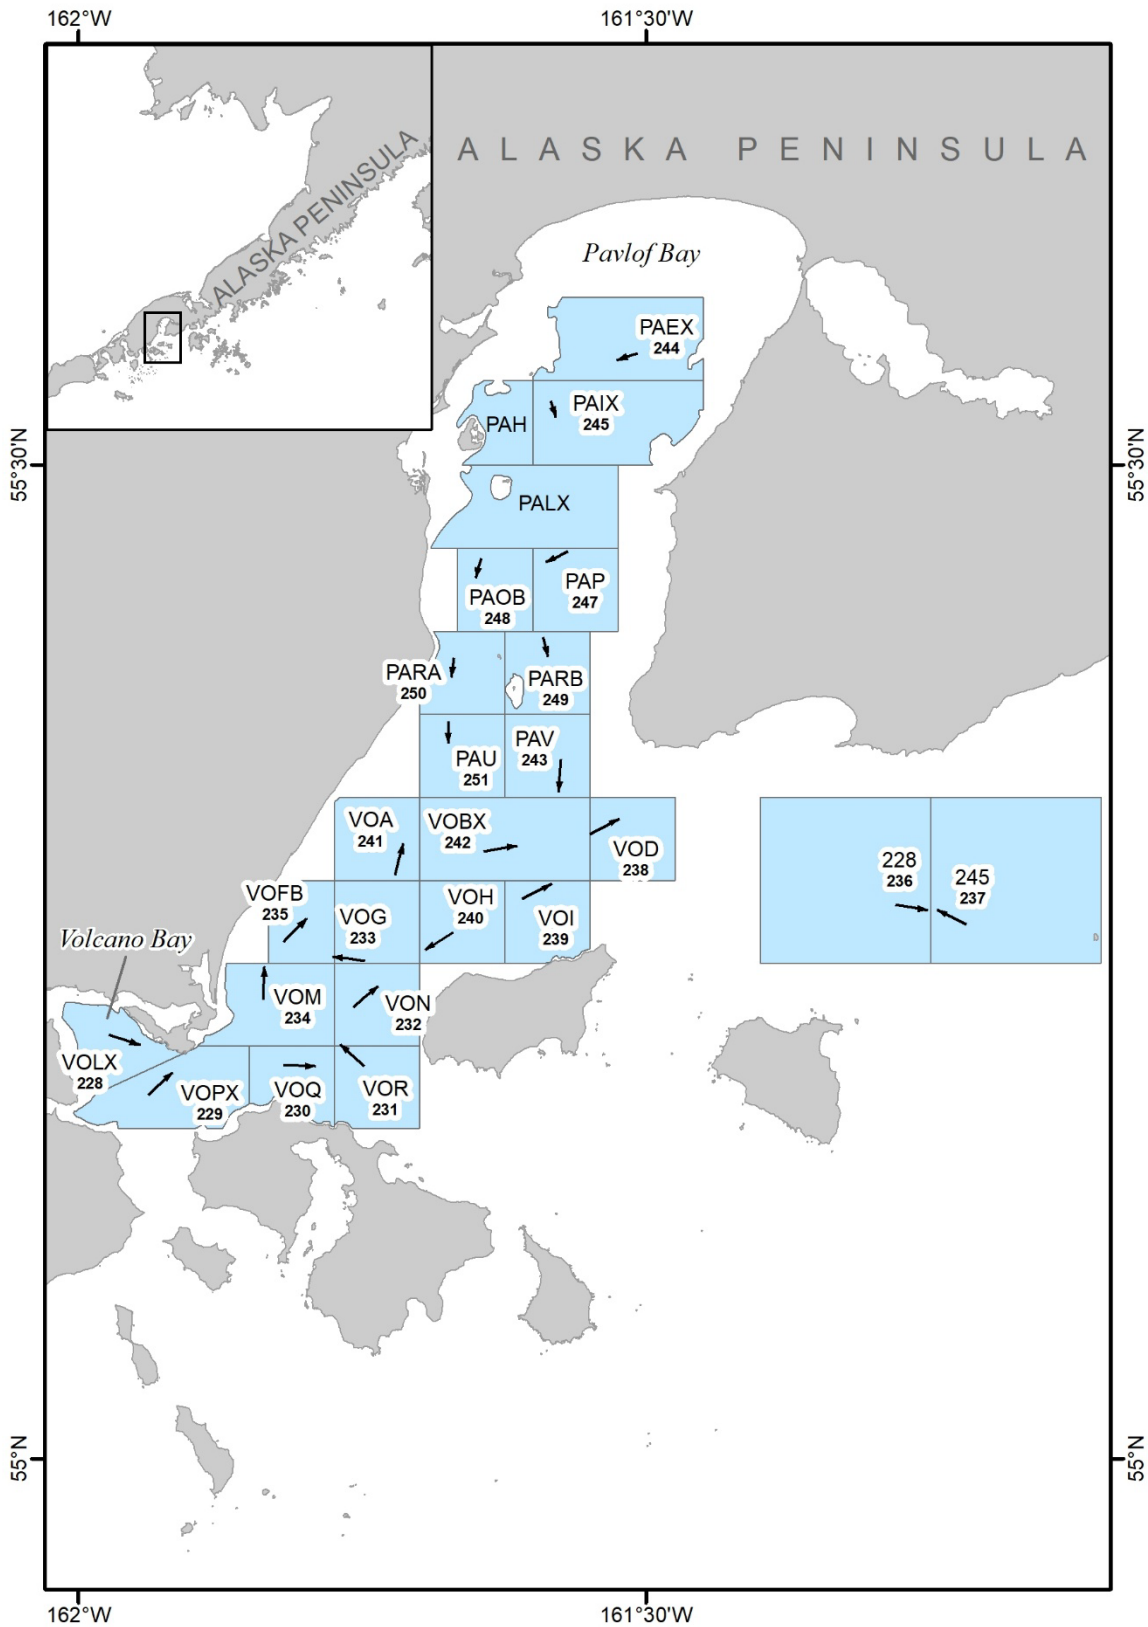 162°W
161°30'W
ALASKA PENINSULA
ALASKA PENINSULA
Pavlof Bay
PAEX
244
PAIX
245
PAH
55°30'N
55°30'N
PALX
PAOB
248
PAP
247
PARA
250
PARB
249
PAU
251
PAV
243
VOA
241
VOBX
242
VOD
238
228
236
245
237
VOFB
235
VOG
233
VOH
240
VOI
239
Volcano Bay
VOM
234
VON
232
VOLX
228
VOPX
229
VOQ
230
VOR
231
55°N
55°N
162°W
161°30'W